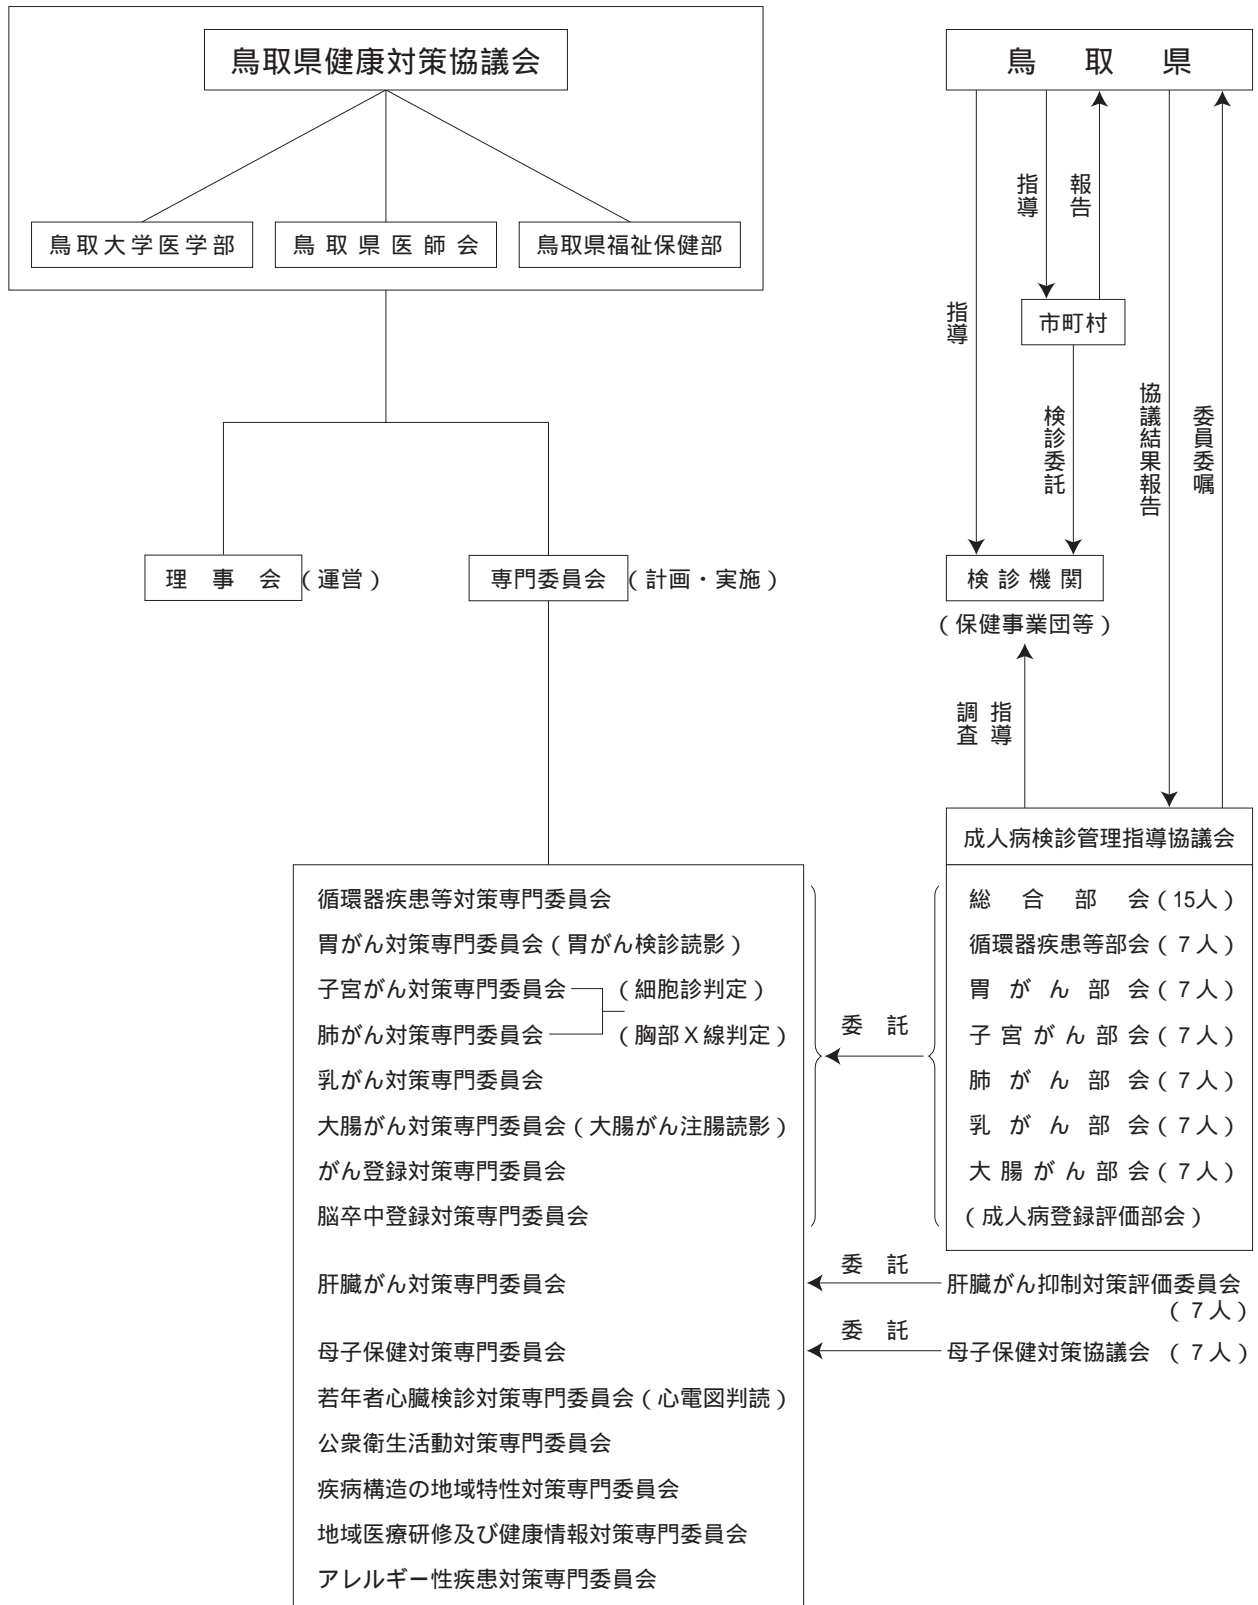 鳥取県健康対策協議会
鳥取大学医学部
鳥取県医師会
鳥取県福祉保健部
理事会（運営）
専門委員会（計画・実施）
循環器疾患等対策専門委員会
胃がん対策専門委員会（胃がん検診読影）
子宮がん対策専門委員会（細胞診判定）
肺がん対策専門委員会（胸部Ｘ線判定）
乳がん対策専門委員会
大腸がん対策専門委員会（大腸がん注腸読影）
がん登録対策専門委員会
脳卒中登録対策専門委員会
肝臓がん対策専門委員会
母子保健対策専門委員会
若年者心臓検診対策専門委員会（心電図判読）
公衆衛生活動対策専門委員会
疾病構造の地域特性対策専門委員会
地域医療研修及び健康情報対策専門委員会
アレルギー性疾患対策専門委員会
鳥取県
指導
指導
報告
市町村
検診委託
協議結果報告
委員委嘱
検診機関
（保健事業団等）
調査
指導
成人病検診管理指導協議会
総合部会（15人）
循環器疾患等部会（７人）
胃がん部会（７人）
子宮がん部会（７人）
肺がん部会（７人）
乳がん部会（７人）
大腸がん部会（７人）
（成人病登録評価部会）
委託
委託
肝臓がん抑制対策評価委員会
（７人）
委託
母子保健対策協議会（７人）